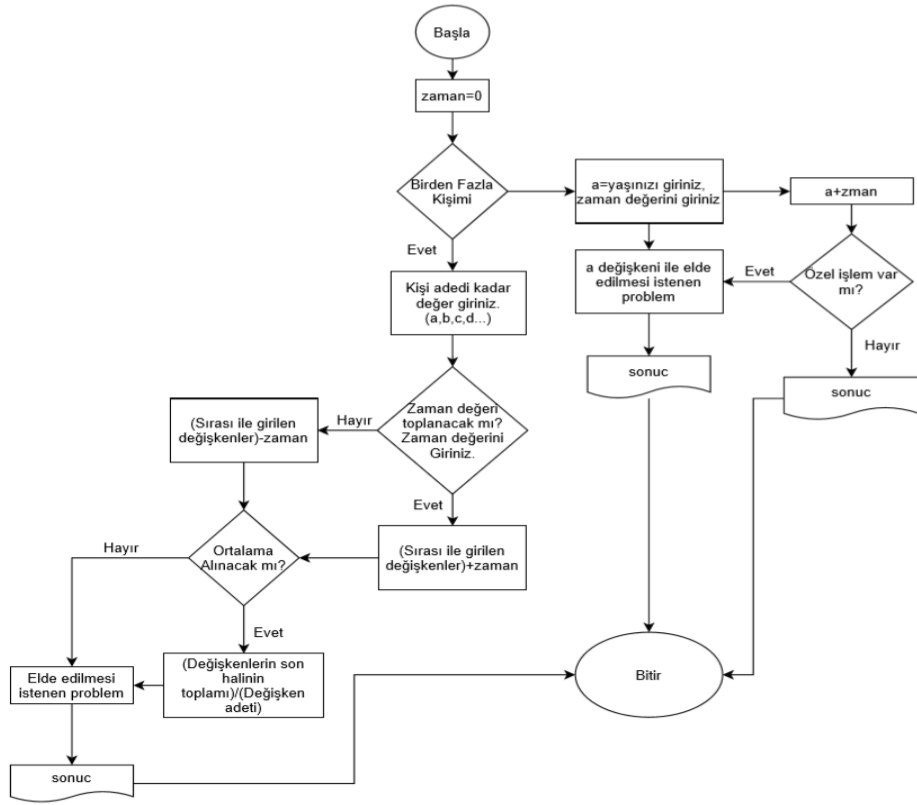 Başla
zaman=0
Birden Fazla
Kişimi
a=yaşınızı giriniz,
zaman değerini giriniz
a+zman
Evet
Kişi adedi kadar
değer giriniz.
(a,b,c,d...)
a değişkeni ile elde
edilmesi istenen
problem
Evet
Özel işlem var
mı?
Hayır
sonuc
sonuc
Zaman değeri
toplanacak mı?
Zaman değerini
Giriniz.
Hayır
(Sırası ile girilen
değişkenler)-zaman
Evet
(Sırası ile girilen
değişkenler)+zaman
Ortalama
Alınacak mı?
Hayır
Evet
(Değişkenlerin son
halinin
toplamı)/(Değişken
adeti)
Elde edilmesi
istenen problem
Bitir
sonuc